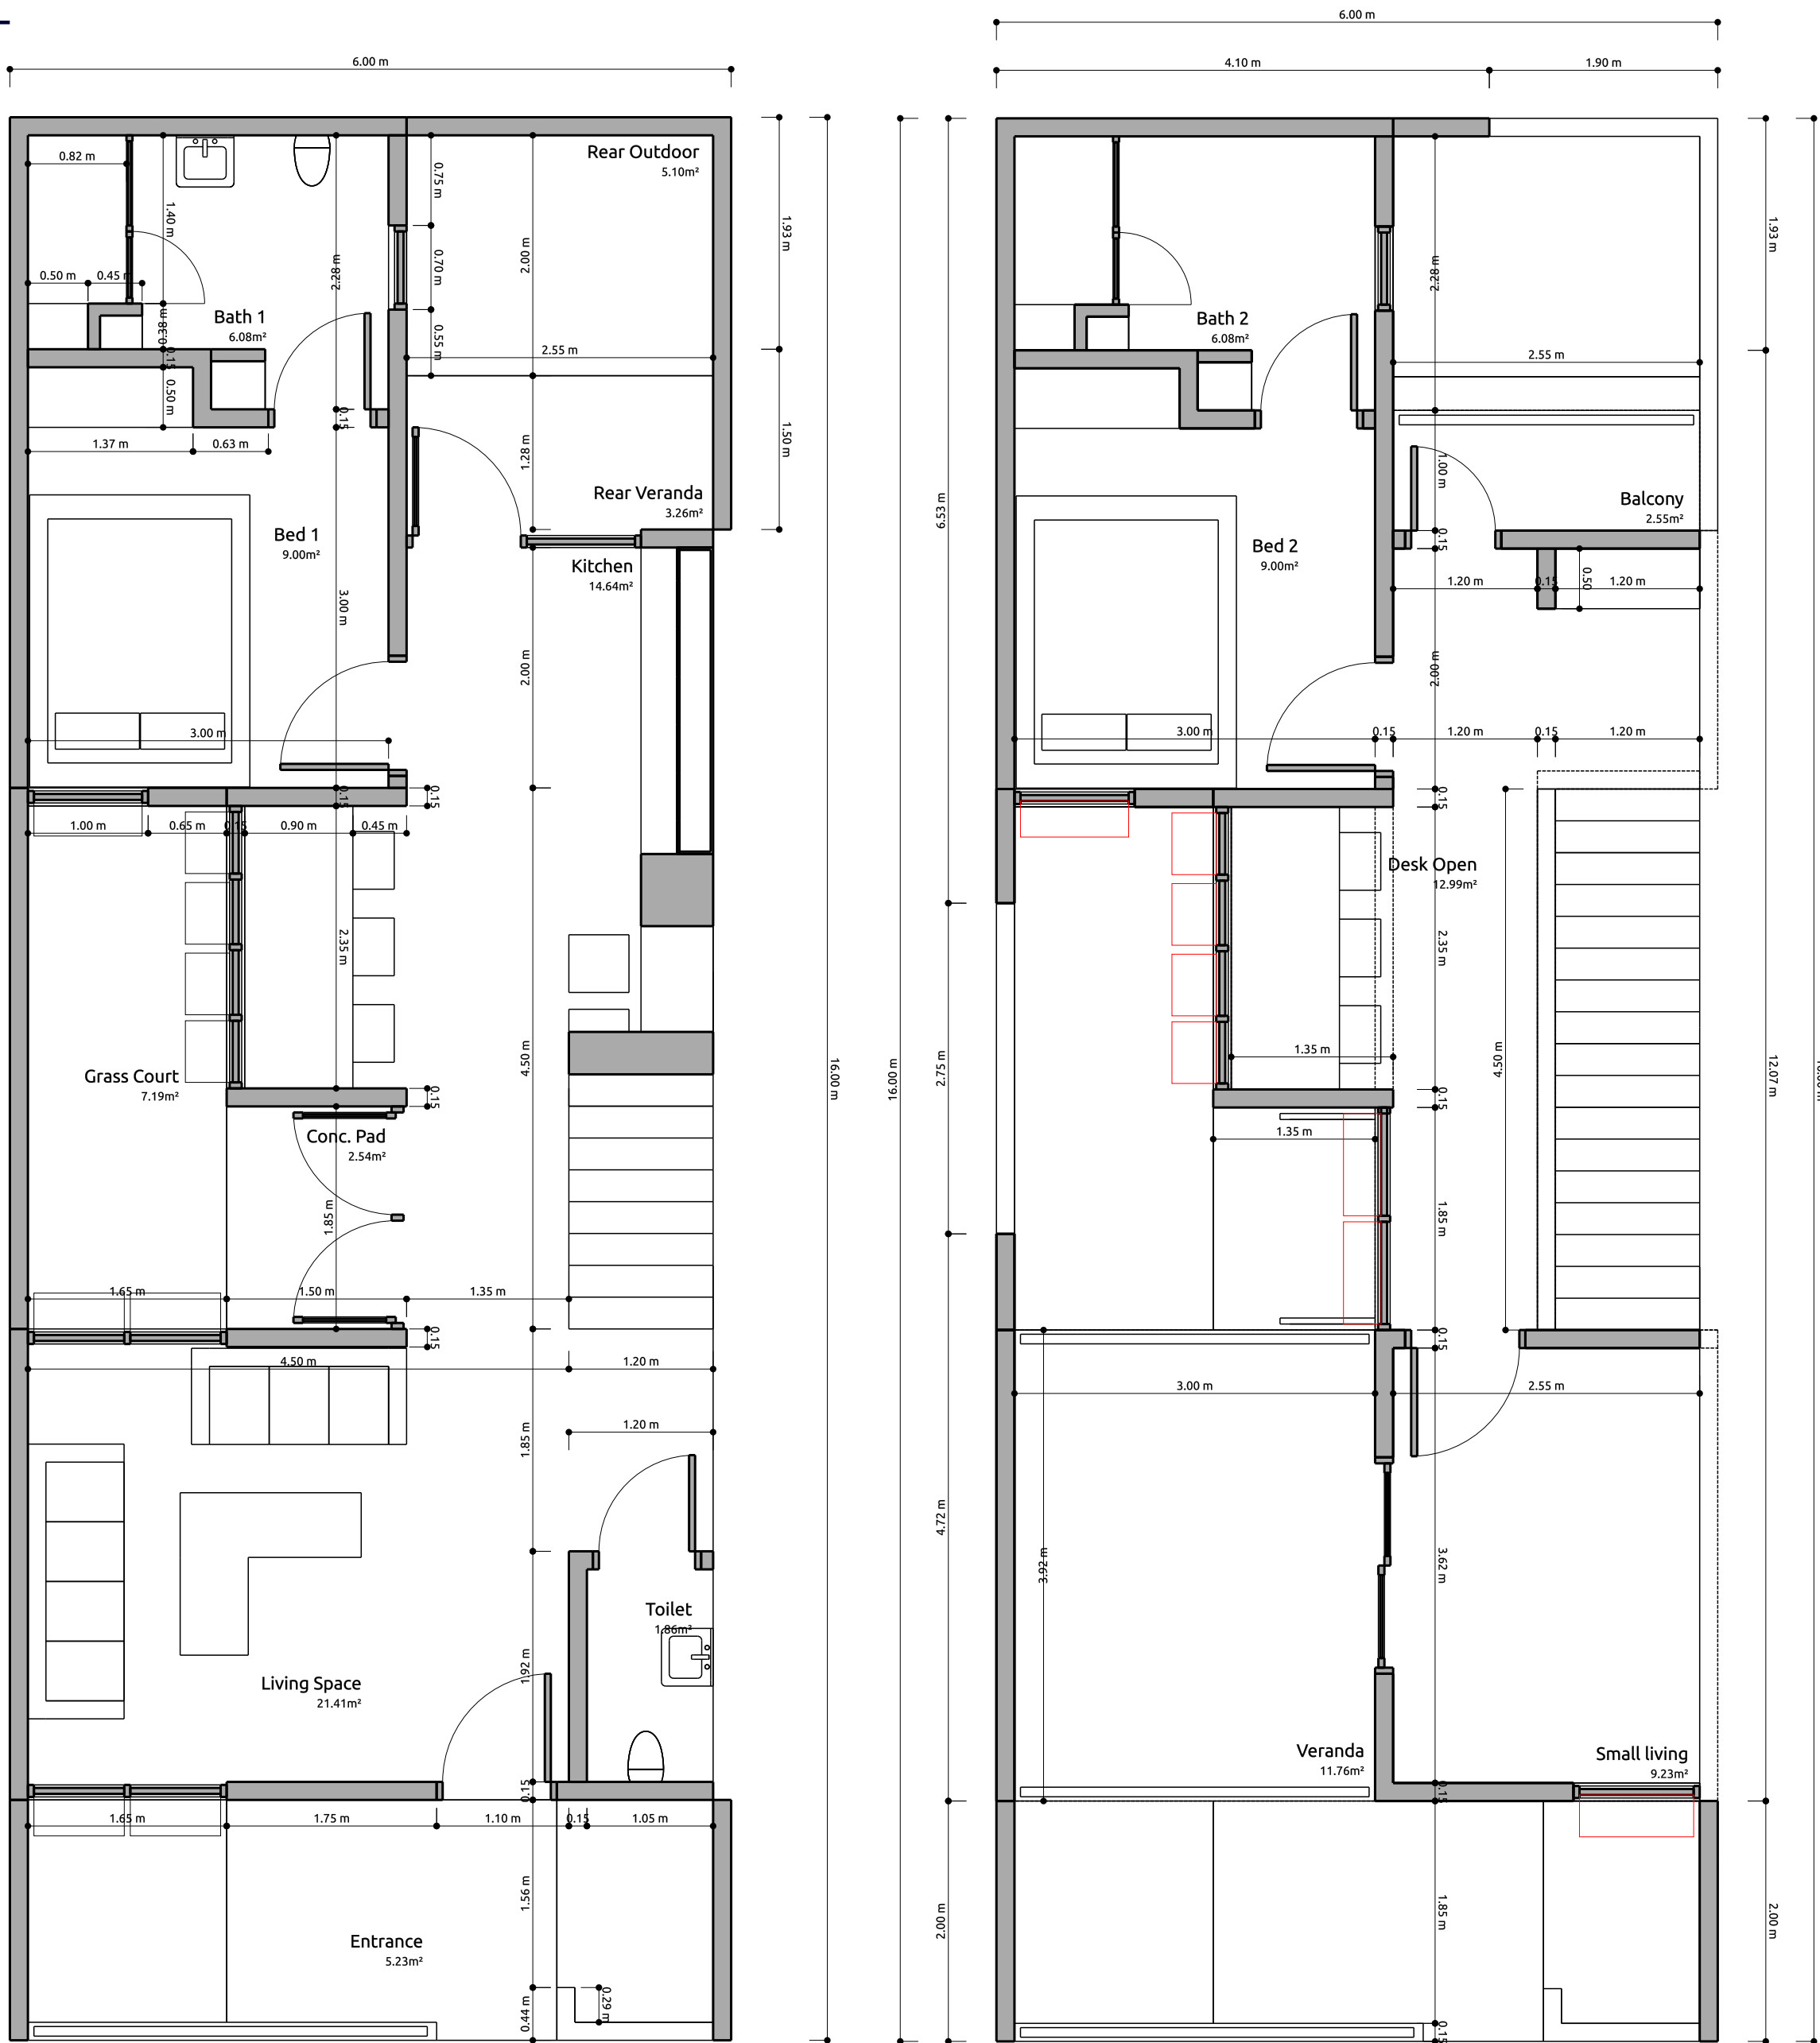 6.00 m
0.82 m
1.40 m
2.28 m
0.75 m
0.70 m
0.55 m
2.00 m
Rear Outdoor
5.10m²
1.93 m
0.50 m
0.45 m
Bath 1
6.08m²
0.38 m
0.15
0.50 m
2.55 m
0.15
1.37 m
0.63 m
1.28 m
1.50 m
Rear Veranda
3.26m²
Bed 1
9.00m²
Kitchen
14.64m²
3.00 m
2.00 m
3.00 m
0.15
0.15
1.00 m
0.65 m
0.15
0.90 m
0.45 m
2.35 m
4.50 m
16.00 m
Grass Court
7.19m²
0.15
Conc. Pad
2.54m²
1.85 m
1.65 m
1.50 m
1.35 m
0.15
4.50 m
1.20 m
1.20 m
1.85 m
Toilet
1.86m²
1.92 m
Living Space
21.41m²
0.15
1.65 m
1.75 m
1.10 m
0.15
1.05 m
1.56 m
Entrance
5.23m²
0.44 m
0.29 m
6.00 m
4.10 m
1.90 m
1.93 m
2.28 m
Bath 2
6.08m²
2.55 m
1.00 m
Balcony
2.55m²
6.53 m
Bed 2
9.00m²
0.15
1.20 m
0.15
1.20 m
0.50
2.00 m
3.00 m
0.15
1.20 m
0.15
1.20 m
0.15
Desk Open
12.99m²
2.35 m
16.00 m
2.75 m
1.35 m
4.50 m
12.07 m
0.15
1.35 m
1.85 m
0.15
3.00 m
2.55 m
4.72 m
3.92 m
3.62 m
Veranda
11.76m²
Small living
9.23m²
0.15
2.00 m
1.85 m
2.00 m
0.15